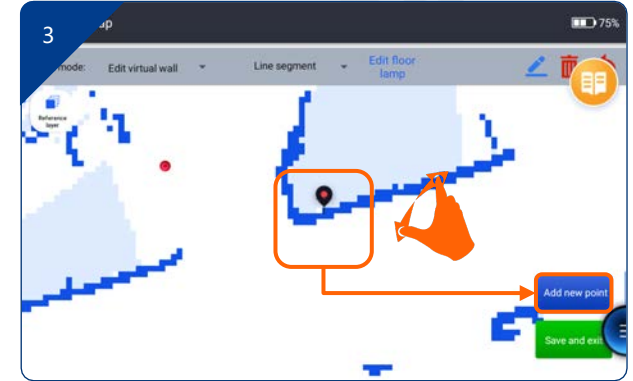 3
ap
75%
mode:
Edit virtual wall
Line segment
Edit floor
lamp
Reference
layer
Add new point
Save and exit